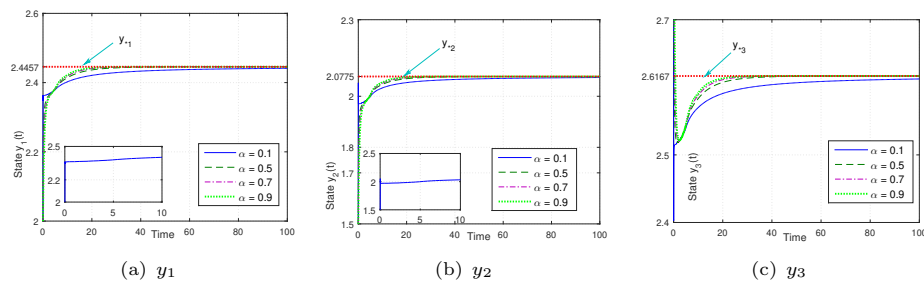 2.6
2.4457
2.4
2.2
2
State y1(t)
y*1
2.5
2.2
2
0 5 10
α = 0.1
α = 0.5
α = 0.7
α = 0.9
0 20 40 60 80 100
Time
(a) y1
2.3
2.0775
2
1.8
1.7
1.5
State y2(t)
y*2
2.5
2
1.5
0 5 10
α = 0.1
α = 0.5
α = 0.7
α = 0.9
0 20 40 60 80 100
Time
(b) y2
2.7
2.6167
2.5
2.4
State y3(t)
y*3
α = 0.1
α = 0.5
α = 0.7
α = 0.9
0 20 40 60 80 100
Time
(c) y3